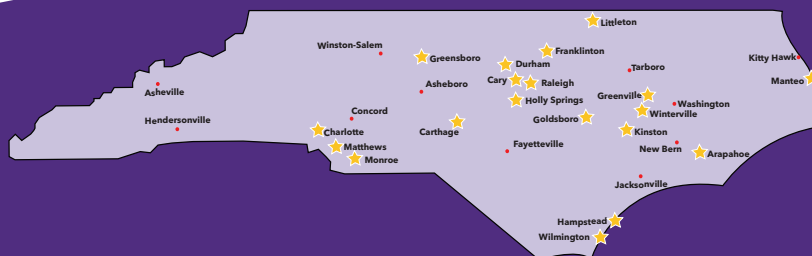 Littleton
Winston-Salem
Franklinton
Greensboro
Kitty Hawk
Durham
Tarboro
Cary
Raleigh
Manteo
Asheville
Asheboro
Greenville
Holly Springs
Washington
Concord
Winterville
Hendersonville
Goldsboro
Charlotte
Carthage
Kinston
Matthews
Fayetteville
New Bern
Arapahoe
Monroe
Jacksonville
Hampstead
Wilmington